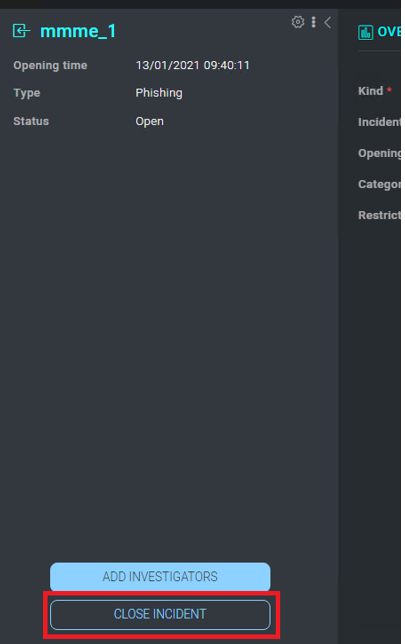 mmme_1
Opening time 13/01/2021 09:40:11
Type Phishing
Status Open
ADD INVESTIGATORS
CLOSE INCIDENT
OVE
Kind *
Incident
Opening
Categor
Restrict